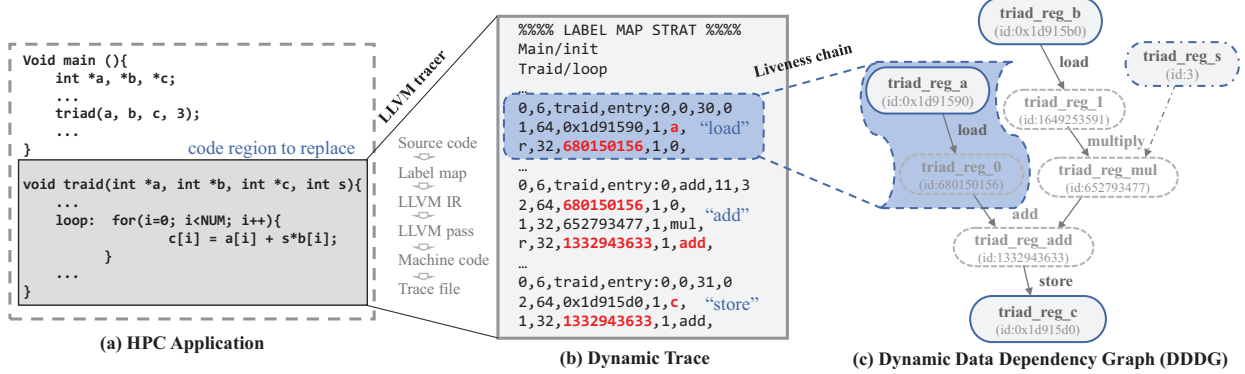 Void main (){
int *a, *b, *c;
...
triad(a, b, c, 3);
...
}
code region to replace
void traid(int *a, int *b, int *c, int s){
...
loop: for(i=0; i<NUM; i++){
c[i] = a[i] + s*b[i];
}
...
}
(a) HPC Application
LLVM tracer
Source code
Label map
LLVM IR
LLVM pass
Machine code
Trace file
%%%% LABEL MAP STRAT %%%%
Main/init
Traid/loop
…
0,6,traid,entry:0,0,30,0
1,64,0x1d91590,1,a, “load”
r,32,680150156,1,0,
…
0,6,traid,entry:0,add,11,3
2,64,680150156,1,0,
1,32,652793477,1,mul, “add”
r,32,1332943633,1,add,
…
0,6,traid,entry:0,0,31,0
2,64,0x1d915d0,1,c, “store”
1,32,1332943633,1,add,
(b) Dynamic Trace
Liveness chain
triad_reg_b
(id:0x1d915b0)
load
triad_reg_s
(id:3)
triad_reg_a
(id:0x1d91590)
load
triad_reg_1
(id:1649253591)
multiply
triad_reg_0
(id:680150156)
triad_reg_mul
(id:652793477)
add
triad_reg_add
(id:1332943633)
store
triad_reg_c
(id:0x1d915d0)
(c) Dynamic Data Dependency Graph (DDDG)